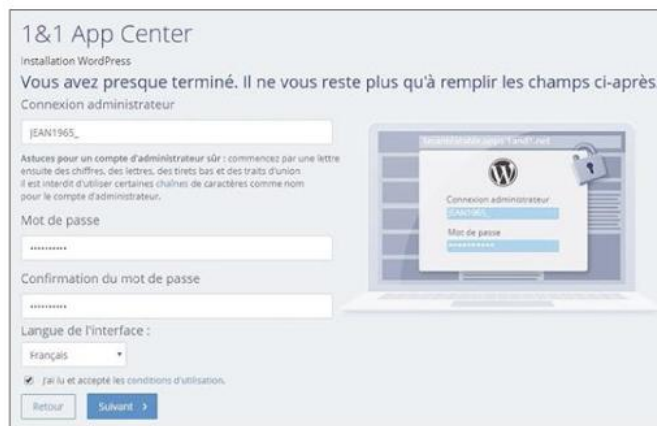 1&1 App Center
Installation WordPress
Vous avez presque terminé. Il ne vous reste plus qu'à remplir les champs ci-après.
Connexion administrateur
JEAN1965_
Astuces pour un compte d'administrateur sûr : commencez par une lettre
ensuite des chiffres, des lettres, des tirets bas et des traits d'union
il est interdit d'utiliser certaines chaînes de caractères comme nom
pour le compte d'administrateur.
Mot de passe
••••••••••
Confirmation du mot de passe
••••••••••
Langue de l'interface :
Français
J'ai lu et accepté les conditions d'utilisation.
Retour
Suivant >
Connexion administrateur
JEAN1965_
Mot de passe
••••••••••